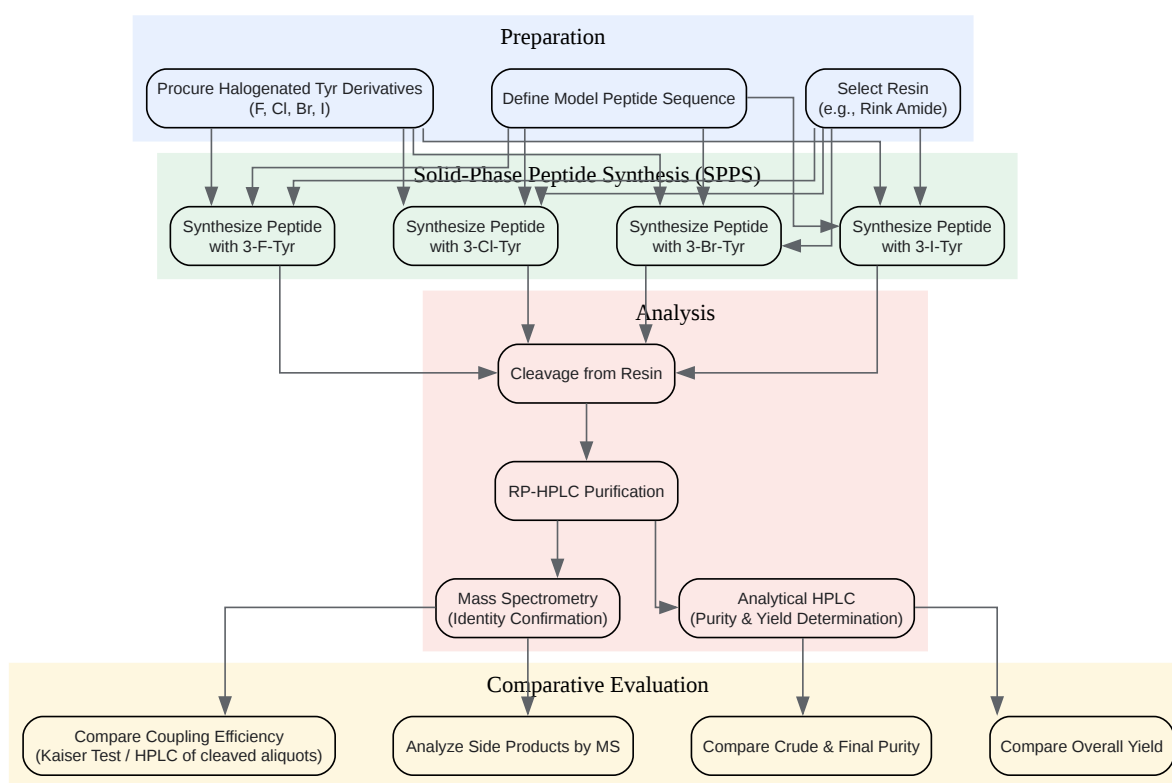 Preparation
Procure Halogenated Tyr Derivatives
(F, Cl, Br, I)
Define Model Peptide Sequence
Select Resin
(e.g., Rink Amide)
Solid-Phase Peptide Synthesis (SPPS)
Synthesize Peptide
with 3-F-Tyr
Synthesize Peptide
with 3-Cl-Tyr
Synthesize Peptide
with 3-Br-Tyr
Synthesize Peptide
with 3-I-Tyr
Analysis
Cleavage from Resin
RP-HPLC Purification
Mass Spectrometry
(Identity Confirmation)
Analytical HPLC
(Purity & Yield Determination)
Comparative Evaluation
Compare Coupling Efficiency
(Kaiser Test / HPLC of cleaved aliquots)
Analyze Side Products by MS
Compare Crude & Final Purity
Compare Overall Yield